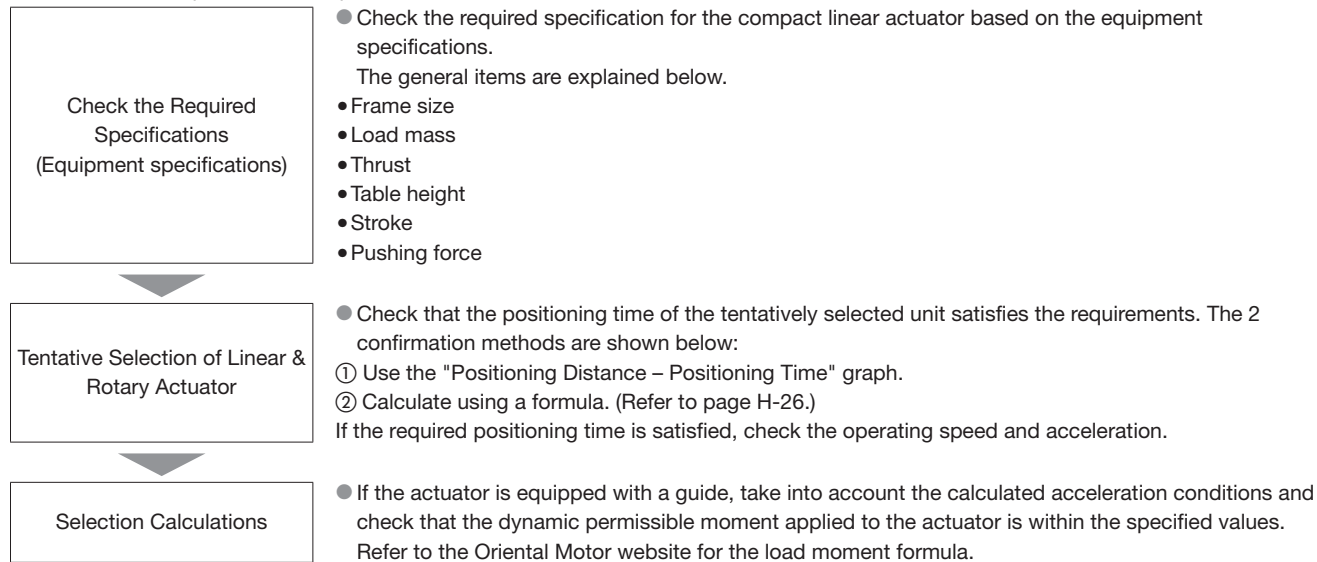 Check the Required
Specifications
(Equipment specifications)
● Check the required specification for the compact linear actuator based on the equipment
specifications.
The general items are explained below.
•Frame size
•Load mass
•Thrust
•Table height
•Stroke
•Pushing force
Tentative Selection of Linear &
Rotary Actuator
● Check that the positioning time of the tentatively selected unit satisfies the requirements. The 2
confirmation methods are shown below:
① Use the "Positioning Distance – Positioning Time" graph.
② Calculate using a formula. (Refer to page H-26.)
If the required positioning time is satisfied, check the operating speed and acceleration.
Selection Calculations
● If the actuator is equipped with a guide, take into account the calculated acceleration conditions and
check that the dynamic permissible moment applied to the actuator is within the specified values.
Refer to the Oriental Motor website for the load moment formula.